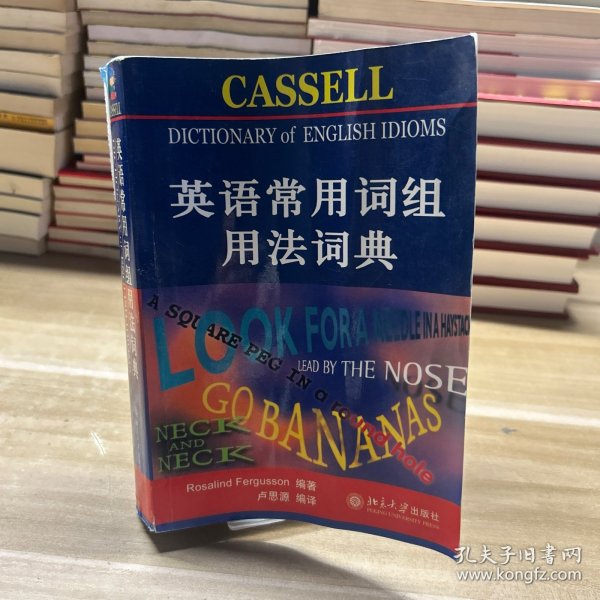 CASSELL
DICTIONARY of ENGLISH IDIOMS
英语常用词组
用法词典
A SQUARE PEG IN a round hole
LOOK FOR A NEEDLE IN A HAYSTACK
LEAD BY THE NOSE
GO BANANAS
NECK
AND
NECK
Rosalind Fergusson 编著
卢思源 编译
北京大学出版社
PEKING UNIVERSITY PRESS
英语常用词组用法词典
孔夫子旧书网
www.kongfz.com